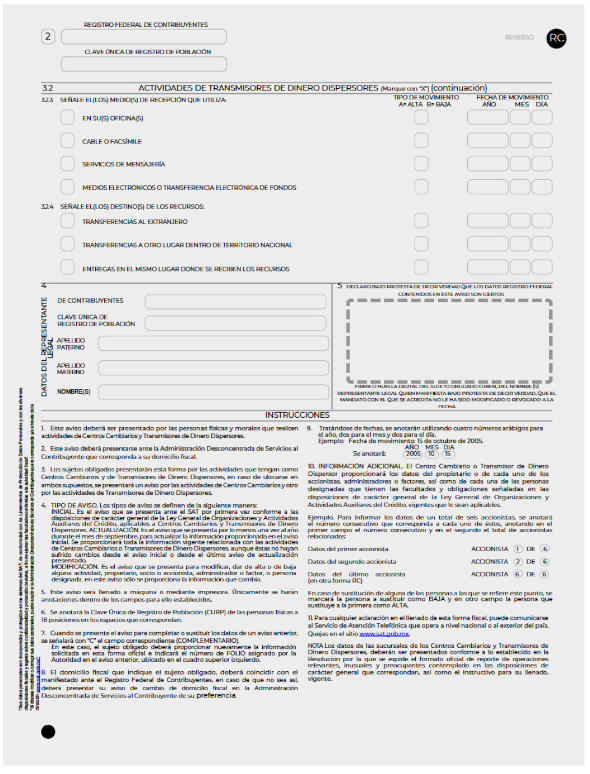 REGISTRO FEDERAL DE CONTRIBUYENTES
2
REVERSO
RC
CLAVE ÚNICA DE REGISTRO DE POBLACIÓN
3.2 ACTIVIDADES DE TRANSMISORES DE DINERO DISPERSORES (Marque con "X") (continuación)
3.2.3 SEÑALE EL(LOS) MEDIO(S) DE RECEPCIÓN QUE UTILIZA:
TIPO DE MOVIMIENTO
A= ALTA B= BAJA
FECHA DE MOVIMIENTO
AÑO MES DÍA
EN SU(S) OFICINA(S)
CABLE O FACSÍMILE
SERVICIOS DE MENSAJERÍA
MEDIOS ELECTRÓNICOS O TRANSFERENCIA ELECTRÓNICA DE FONDOS
3.2.4 SEÑALE EL(LOS) DESTINO(S) DE LOS RECURSOS:
TRANSFERENCIAS AL EXTRANJERO
TRANSFERENCIAS A OTRO LUGAR DENTRO DE TERRITORIO NACIONAL
ENTREGAS EN EL MISMO LUGAR DONDE SE RECIBEN LOS RECURSOS
4
DATOS DEL REPRESENTANTE
LEGAL
DE CONTRIBUYENTES
CLAVE ÚNICA DE
REGISTRO DE POBLACIÓN
APELLIDO
PATERNO
APELLIDO
MATERNO
NOMBRE(S)
5 DECLARO BAJO PROTESTA DE DECIR VERDAD QUE LOS DATOS REGISTRO FEDERAL
CONTENIDOS EN ESTE AVISO SON CIERTOS
FIRMA O HUELLA DIGITAL DEL SUJETO OBLIGADO O BIEN, DEL NOMBRE (S)
REPRESENTANTE LEGAL QUIEN MANIFIESTA BAJO PROTESTA DE DECIR VERDAD, QUE EL
MANDATO CON EL QUE SE ACREDITA NO LE HA SIDO MODIFICADO O REVOCADO A LA
FECHA.
INSTRUCCIONES
1. Este aviso deberá ser presentado por las personas físicas y morales que realicen
actividades de Centros Cambiarios y Transmisores de Dinero Dispersores.
2. Este aviso deberá presentarse ante la Administración Desconcentrada de Servicios al
Contribuyente que corresponda a su domicilio fiscal.
3. Los sujetos obligados presentarán esta forma por las actividades que tengan como
Centros Cambiarios y Transmisores de Dinero Dispersores, en caso de ubicarse en
ambos supuestos, se presentará un aviso por las actividades de Centros Cambiarios y otro
por las actividades de Transmisores de Dinero Dispersores.
4. TIPO DE AVISO. Los tipos de aviso se definen de la siguiente manera:
INICIAL. Es el aviso que se presenta ante el SAT por primera vez conforme a las
disposiciones de carácter general de la Ley General de Organizaciones y Actividades
Auxiliares del Crédito, aplicables a Centros Cambiarios y Transmisores de Dinero
Dispersores. ACTUALIZACIÓN. Es el aviso que se presenta por lo menos una vez al año
durante el mes de septiembre, para actualizar la información proporcionada en el aviso
inicial. Se proporcionará toda la información vigente relacionada con las actividades
de Centros Cambiarios o Transmisores de Dinero Dispersores, aunque éstas no hayan
sufrido cambios desde el aviso inicial o desde el último aviso de actualización
presentado.
MODIFICACIÓN. Es el aviso que se presenta para modificar, dar de alta o de baja
alguna actividad, propietario, socio o accionista, administrador o factor, o persona
designada, en este aviso sólo se proporciona la información que cambia.
5. Este aviso será llenado a máquina o mediante impresora. Únicamente se harán
anotaciones dentro de los campos para ello establecidos.
6. Se anotará la Clave Única de Registro de Población (CURP) de las personas físicas a
18 posiciones en los espacios que correspondan.
7. Cuando se presente el aviso para completar o sustituir los datos de un aviso anterior,
se señalará con "C" el campo correspondiente (COMPLEMENTARIO).
En este caso, el sujeto obligado deberá proporcionar nuevamente la información
solicitada en esta forma oficial e indicará el número de FOLIO asignado por la
Autoridad en el aviso anterior, ubicado en el cuadro superior izquierdo.
8. El domicilio fiscal que indique el sujeto obligado, deberá coincidir con el
manifestado ante el Registro Federal de Contribuyentes, en caso de que no sea así,
deberá presentar su aviso de cambio de domicilio fiscal en la Administración
Desconcentrada de Servicios al Contribuyente de su preferencia.
9. Tratándose de fechas, se anotarán utilizando cuatro números arábigos para
el año, dos para el mes y dos para el día.
Ejemplo: Fecha de movimiento: 15 de octubre de 2005.
AÑO MES DÍA
Se anotará: 2005 10 15
10. INFORMACIÓN ADICIONAL. El Centro Cambiario o Transmisor de Dinero
Dispersor proporcionará los datos del propietario o de cada uno de los
accionistas, administradores o factores, así como de cada una de las personas
designadas que tienen las facultades y obligaciones señaladas en las
disposiciones de carácter general de la Ley General de Organizaciones y
Actividades Auxiliares del Crédito, vigentes que le sean aplicables.
Ejemplo. Para informar los datos de un total de seis accionistas, se anotará
el número consecutivo que corresponda a cada uno de éstos, anotando en el
primer campo el número consecutivo y en el segundo el total de accionistas
relacionados:
Datos del primer accionista ACCIONISTA 1 DE 6
Datos del segundo accionista ACCIONISTA 2 DE 6
Datos del último accionista ACCIONISTA 6 DE 6
(en otra forma RC)
En caso de sustitución de alguna de las personas a las que se refiere este punto, se
marcará la persona a sustituir como BAJA y en otro campo la persona que
sustituye a la primera como ALTA.
11. Para cualquier aclaración en el llenado de esta forma fiscal, puede comunicarse
al Servicio de Atención Telefónica que opera a nivel nacional o al exterior del país.
Quejas en el sitio www.sat.gob.mx.
NOTA Los datos de las sucursales de los Centros Cambiarios y Transmisores de
Dinero Dispersores, deberán ser presentados conforme a lo establecido en la
Resolución por la que se expide el formato oficial de reporte de operaciones
relevantes, inusuales y preocupantes contemplado en las disposiciones de
carácter general que correspondan, así como el instructivo para su llenado,
vigente.